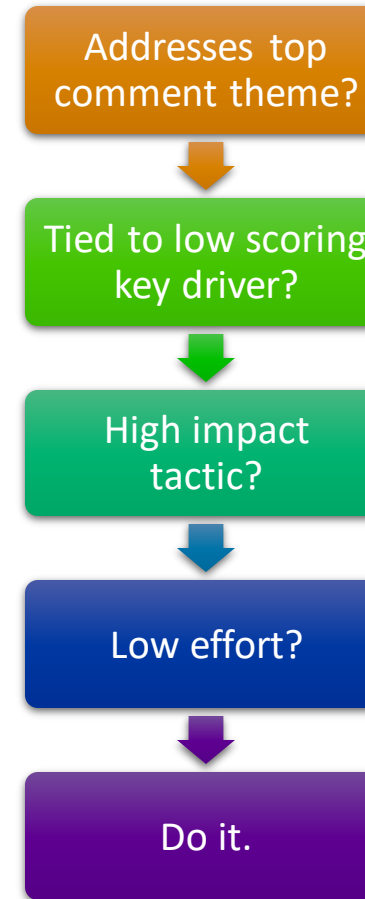 Addresses top
comment theme?
Tied to low scoring
key driver?
High impact
tactic?
Low effort?
Do it.